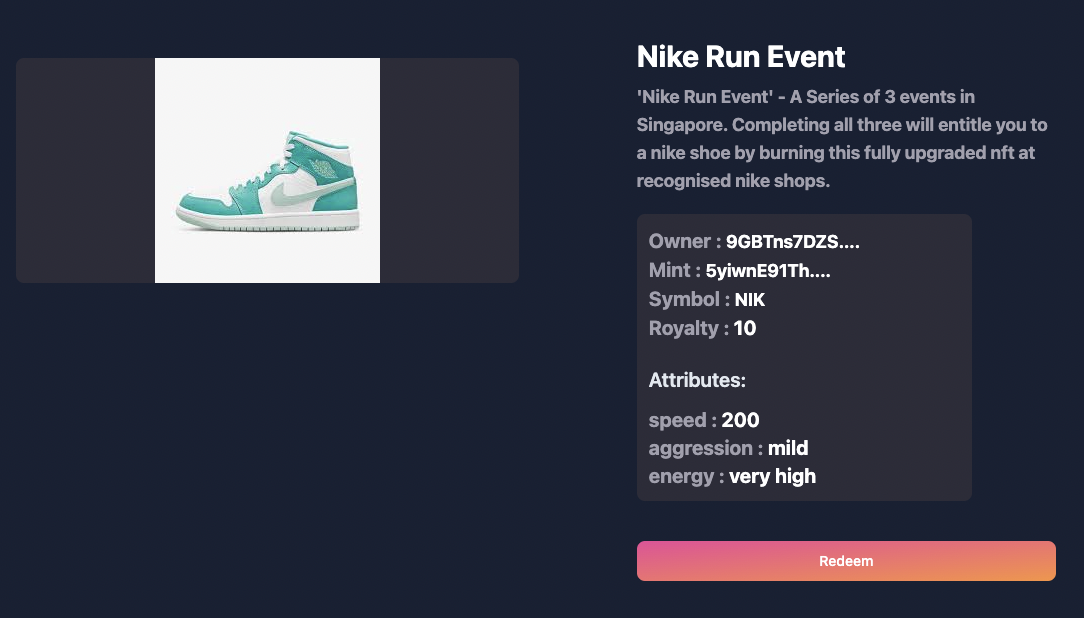 Nike Run Event
'Nike Run Event' - A Series of 3 events in
Singapore. Completing all three will entitle you to
a nike shoe by burning this fully upgraded nft at
recognised nike shops.
Owner : 9GBTns7DZS....
Mint : 5yiwnE91Th....
Symbol : NIK
Royalty : 10
Attributes:
speed : 200
aggression : mild
energy : very high
Redeem